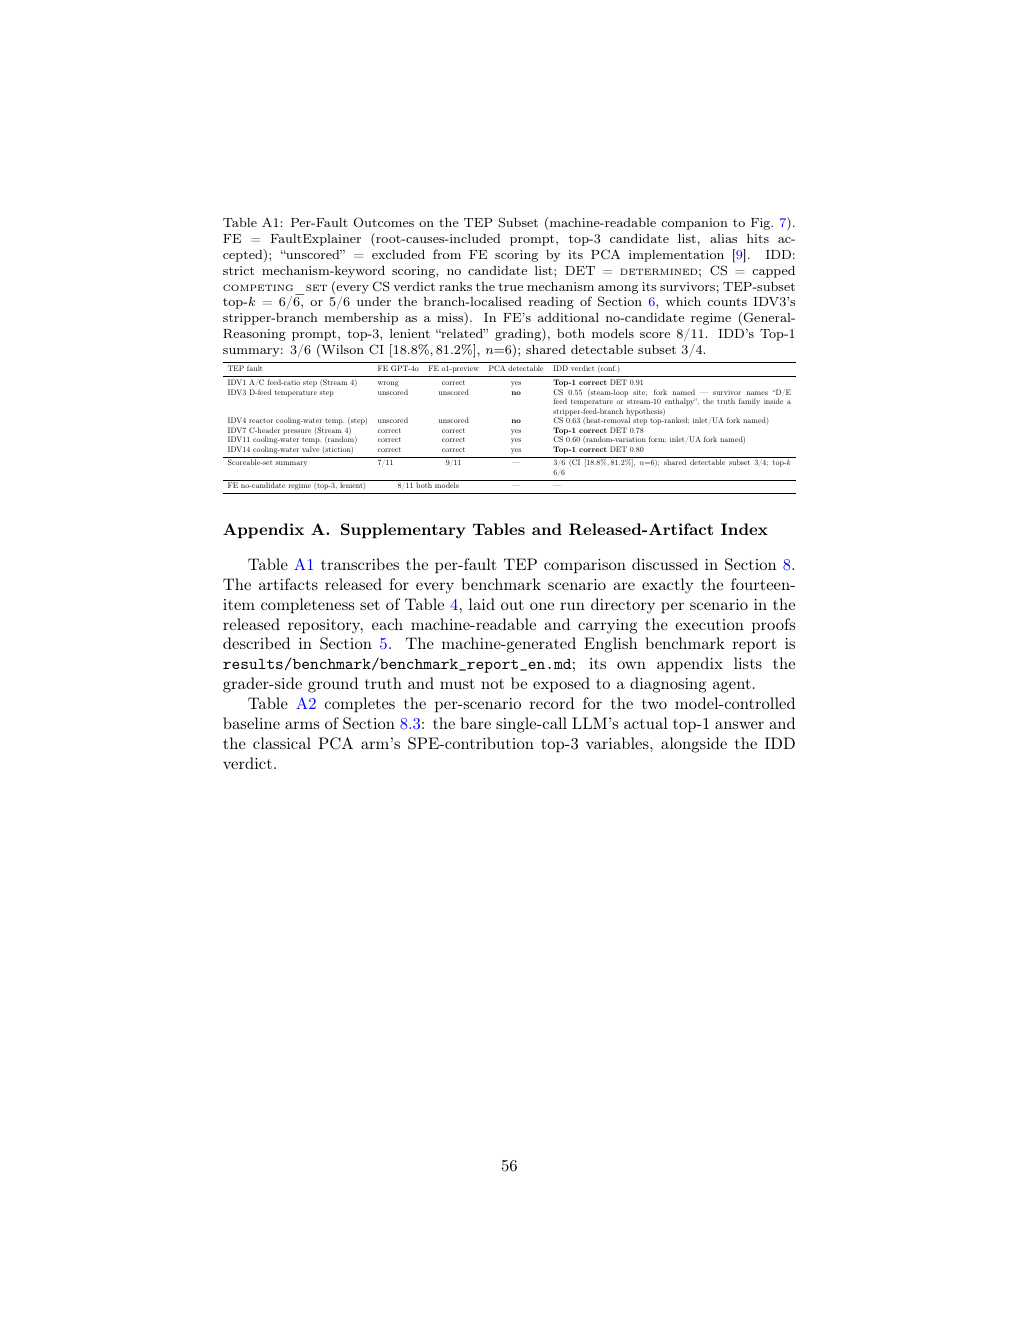 Table A1: Per-Fault Outcomes on the TEP Subset (machine-readable companion to Fig. 7).
FE = FaultExplainer (root-causes-included prompt, top-3 candidate list, alias hits ac-
cepted); “unscored” = excluded from FE scoring by its PCA implementation [9]. IDD:
strict mechanism-keyword scoring, no candidate list; DET = DETERMINED; CS = capped
COMPETING_SET (every CS verdict ranks the true mechanism among its survivors; TEP-subset
top-k = 6/6, or 5/6 under the branch-localised reading of Section 6, which counts IDV3’s
stripper-branch membership as a miss). In FE’s additional no-candidate regime (General-
Reasoning prompt, top-3, lenient “related” grading), both models score 8/11. IDD’s Top-1
summary: 3/6 (Wilson CI [18.8%, 81.2%], n=6); shared detectable subset 3/4.
TEP fault FE GPT-4o FE o1-preview PCA detectable IDD verdict (conf.)
IDV1 A/C feed-ratio step (Stream 4) wrong correct yes Top-1 correct DET 0.91
IDV3 D-feed temperature step unscored unscored no CS 0.55 (steam-loop site; fork named — survivor names “D/E
feed temperature or stream-10 enthalpy”, the truth family inside a
stripper-feed-branch hypothesis)
IDV4 reactor cooling-water temp. (step) unscored unscored no CS 0.63 (heat-removal step top-ranked; inlet/UA fork named)
IDV7 C-header pressure (Stream 4) correct correct yes Top-1 correct DET 0.78
IDV11 cooling-water temp. (random) correct correct yes CS 0.60 (random-variation form; inlet/UA fork named)
IDV14 cooling-water valve (stiction) correct correct yes Top-1 correct DET 0.80
Scoreable-set summary 7/11 9/11 — 3/6 (CI [18.8%, 81.2%], n=6); shared detectable subset 3/4; top-k
6/6
FE no-candidate regime (top-3, lenient) 8/11 both models — —
Appendix A. Supplementary Tables and Released-Artifact Index
Table A1 transcribes the per-fault TEP comparison discussed in Section 8.
The artifacts released for every benchmark scenario are exactly the fourteen-
item completeness set of Table 4, laid out one run directory per scenario in the
released repository, each machine-readable and carrying the execution proofs
described in Section 5. The machine-generated English benchmark report is
results/benchmark/benchmark_report_en.md; its own appendix lists the
grader-side ground truth and must not be exposed to a diagnosing agent.
Table A2 completes the per-scenario record for the two model-controlled
baseline arms of Section 8.3: the bare single-call LLM’s actual top-1 answer and
the classical PCA arm’s SPE-contribution top-3 variables, alongside the IDD
verdict.
56